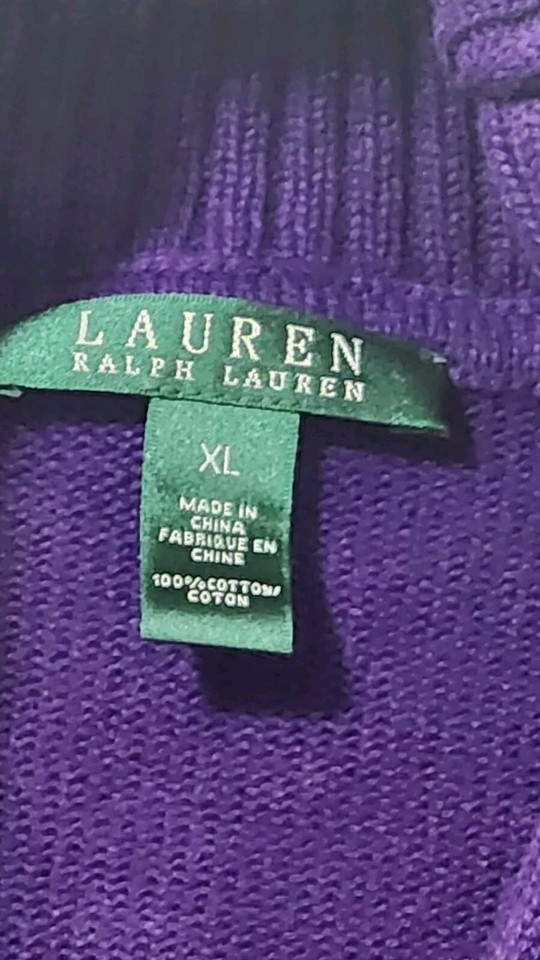 LAUREN
RALPH LAUREN
XL
MADE IN
CHINA
FABRIQUE EN
CHINE
100%COTTON/
COTON